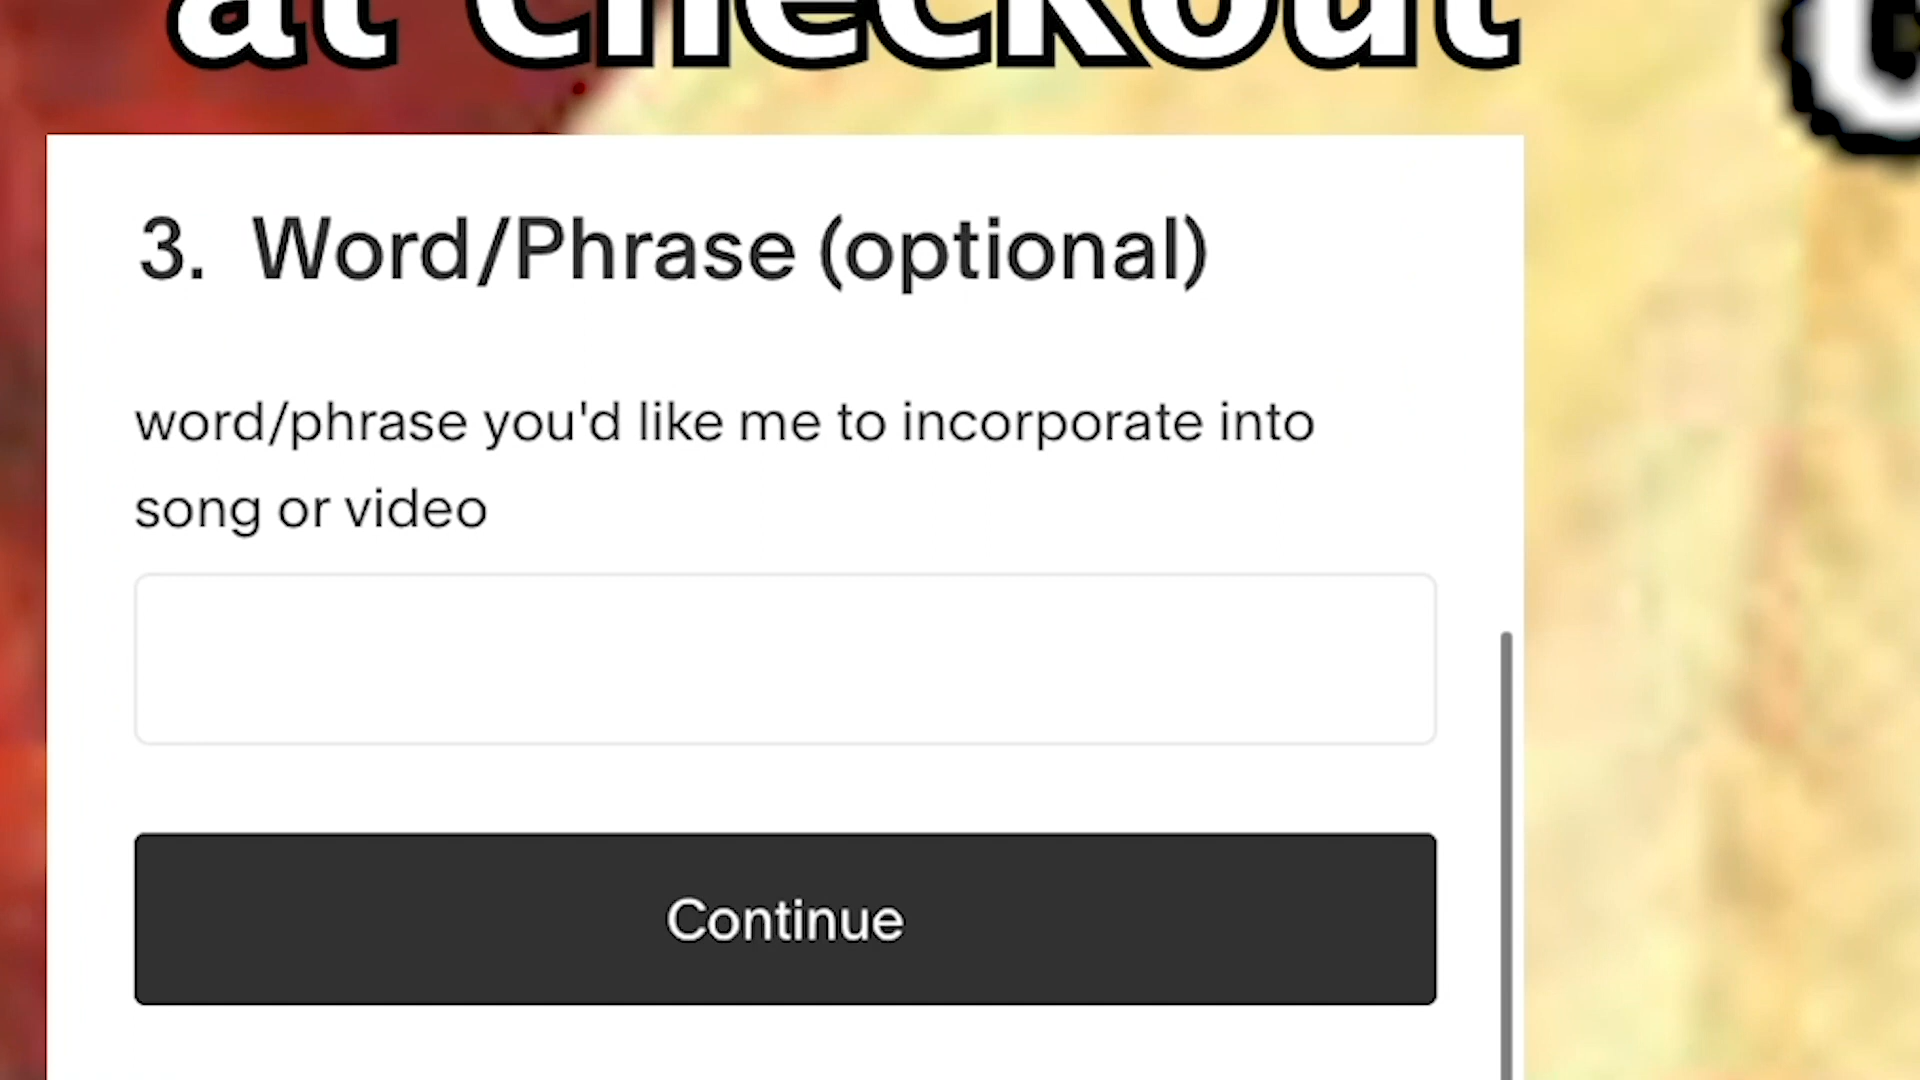 at checkout
3. Word/Phrase (optional)
word/phrase you'd like me to incorporate into
song or video
Continue